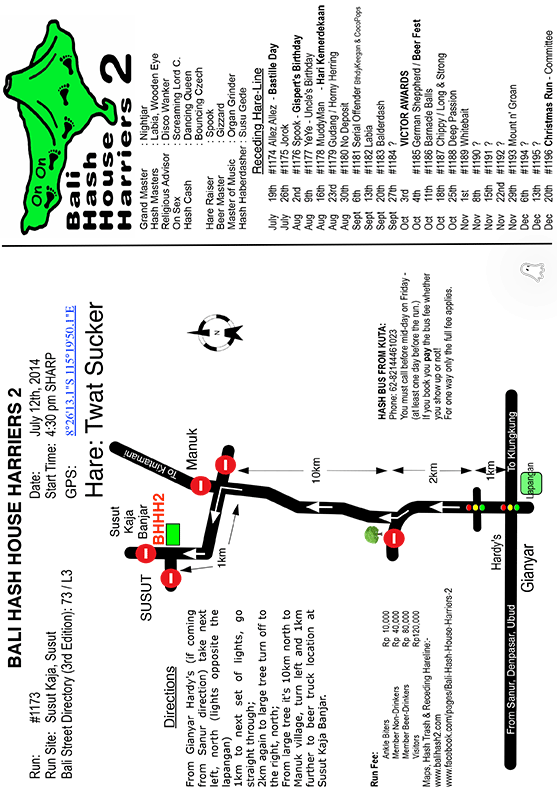 BALI HASH HOUSE HARRIERS 2
Run: #1173
Run Site: Susut Kaja, Susut
Bali Street Directory (3rd Edition): 73 / L3
Date: July 12th, 2014
Start Time: 4:30 pm SHARP
GPS: 8°26'13.1"S 115°19'50.1"E
Hare: Twat Sucker
Directions
From Gianyar Hardy's (if coming
from Sanur direction) take next
left, north (lights opposite the
lapangan)
1km to next set of lights, go
straight through;
2km again to large tree turn off to
the right, north;
From large tree it's 10km north to
Manuk village, turn left and 1km
further to beer truck location at
Susut Kaja Banjar.
SUSUT
Susut
Kaja
Banjar
BHHH2
To Kintamani
Manuk
N
1km
10km
2km
1km
Hardy's
Gianyar
Lapangan
From Sanur, Denpasar, Ubud
To Klungkung
Run Fee:
Ankle Biters Rp 10,000
Member Non-Drinkers Rp 40,000
Member Beer-Drinkers Rp 80,000
Visitors Rp120,000
Maps, Hash Trash & Receding Hareline:-
www.balihash2.com
www.facebook.com/pages/Bali-Hash-House-Harriers-2
HASH BUS FROM KUTA:
Phone: 62-82144461023
You must call before mid-day on Friday -
(at least one day before the run.)
If you book you pay the bus fee whether
you show up or not!
For one way only the full fee applies.
On On
Bali
Hash
House
Harriers 2
Grand Master : Nightjar
Hash Masters : Labia, Wooden Eye
Religious Advisor : Disco Wanker
On Sex : Screaming Lord C.
Hash Cash : Dancing Queen
: Bouncing Czech
Hare Raiser : Spook
Beer Master : Gizzard
Master of Music : Organ Grinder
Hash Haberdasher : Susu Gede
Receding Hare-Line
July 19th #1174 Allez Allez - Bastile Day
July 26th #1175 Jorok
Aug 2nd #1176 Spook - Gispert's Birthday
Aug 9th #1177 YeYe - Uncle's Birthday
Aug 16th #1178 MuddyMan - Hari Kemerdekaan
Aug 23rd #1179 Gudang / Horny Herring
Aug 30th #1180 No Deposit
Sept 6th #1181 Serial Offender BlindyKeegan & CocoPops
Sept 13th #1182 Labia
Sept 20th #1183 Balderdash
Sept 27th #1184
Oct 3rd VICTOR AWARDS
Oct 4th #1185 German Sheppherd / Beer Fest
Oct 11th #1186 Barnacle Balls
Oct 18th #1187 Chippy / Long & Strong
Oct 25th #1188 Deep Passion
Nov 1st #1189 Whitebait
Nov 8th #1190 ?
Nov 15th #1191 ?
Nov 22nd #1192 ?
Nov 29th #1193 Mount n' Groan
Dec 6th #1194 ?
Dec 13th #1195 ?
Dec 20th #1196 Christmas Run - Committee